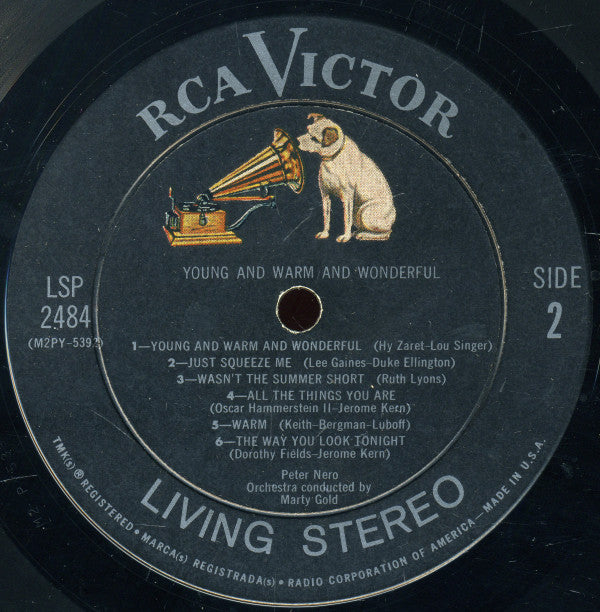 RCA VICTOR
YOUNG AND WARM AND WONDERFUL
LSP
2484
SIDE
2
1—YOUNG AND WARM AND WONDERFUL (Hy Zaret-Lou Singer)
2—JUST SQUEEZE ME (Lee Gaines-Duke Ellington)
3—WASN'T THE SUMMER SHORT (Ruth Lyons)
4—ALL THE THINGS YOU ARE
(Oscar Hammerstein II-Jerome Kern)
5—WARM (Keith-Bergman-Luboff)
6—THE WAY YOU LOOK TONIGHT
(Dorothy Fields-Jerome Kern)
Peter Nero
Orchestra conducted by
Marty Gold
LIVING STEREO
TMK(s) ® REGISTERED • MARCA(s) REGISTRADA(s) • RADIO CORPORATION OF AMERICA—MADE IN U.S.A.